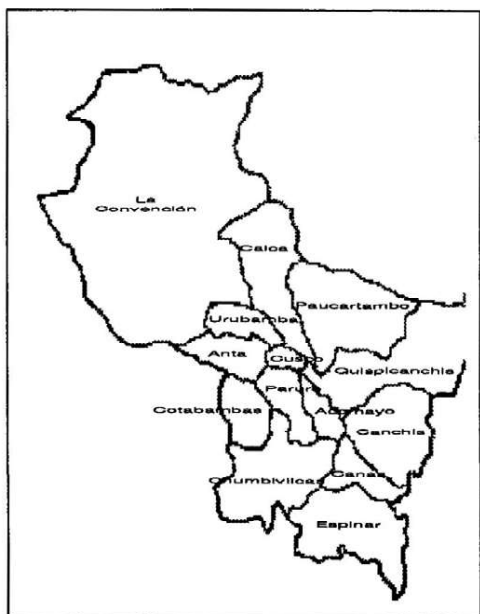 La
Convención
Calca
Paucartambo
Urubamba
Cusco
Anta
Quispicanchis
Paruro
Cotabambas
Acomayo
Canchis
Canas
Chumbivilcas
Espinar